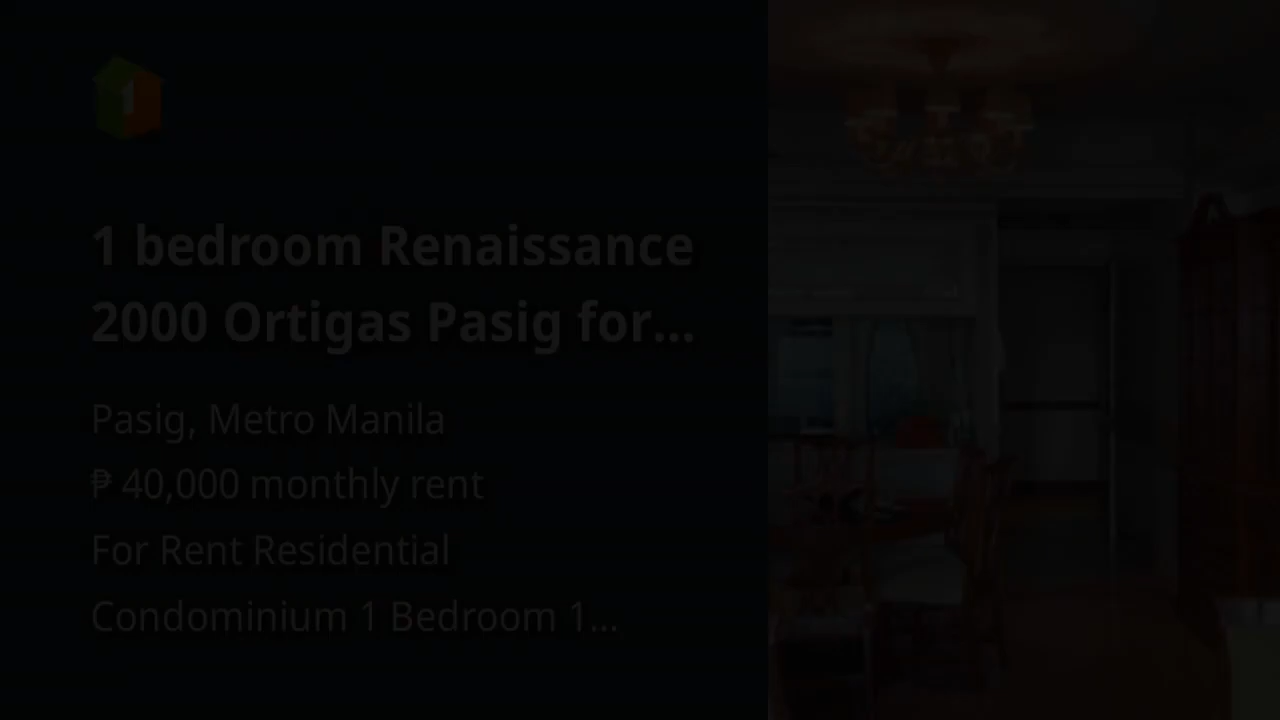 1
1 bedroom Renaissance
2000 Ortigas Pasig for...
Pasig, Metro Manila
₱ 40,000 monthly rent
For Rent Residential
Condominium 1 Bedroom 1...